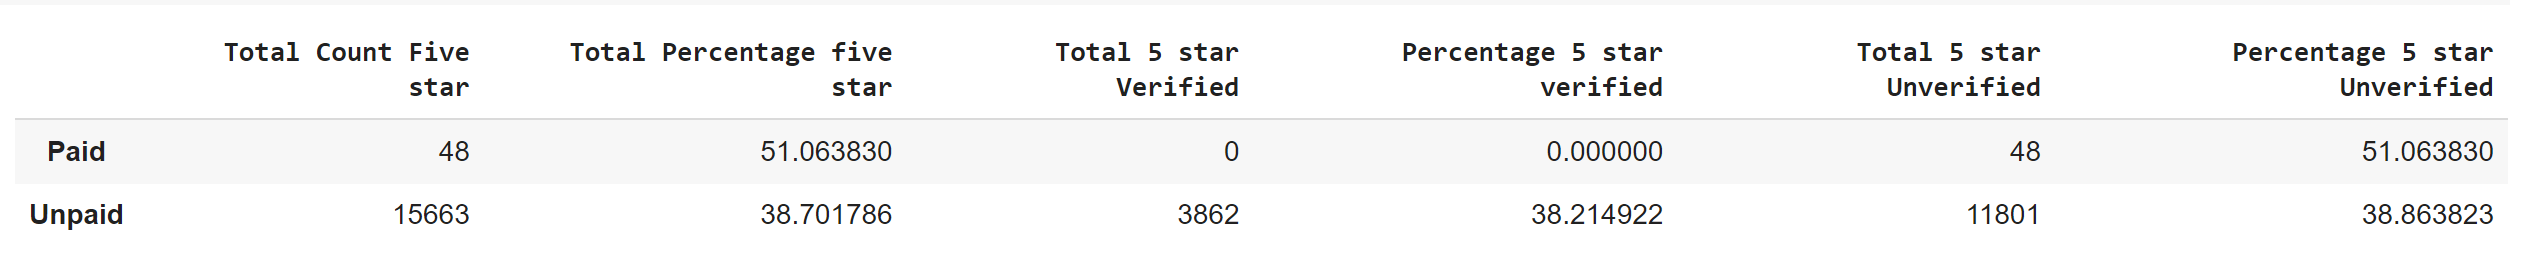 Total Count Five star Total Percentage five star Total 5 star Verified Percentage 5 star verified Total 5 star Unverified Percentage 5 star Unverified
Paid 48 51.063830 0 0.000000 48 51.063830
Unpaid 15663 38.701786 3862 38.214922 11801 38.863823